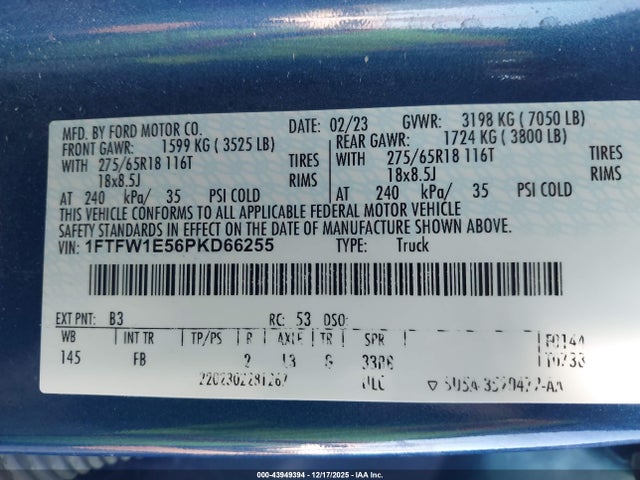 MFD. BY FORD MOTOR CO. DATE: 02/23 GVWR: 3198 KG (7050 LB)
FRONT GAWR: 1599 KG (3525 LB) REAR GAWR: 1724 KG (3800 LB)
WITH 275/65R18 116T TIRES WITH 275/65R18 116T TIRES
18x8.5J RIMS 18x8.5J RIMS
AT 240 kPa/ 35 PSI COLD AT 240 kPa/ 35 PSI COLD
THIS VEHICLE CONFORMS TO ALL APPLICABLE FEDERAL MOTOR VEHICLE
SAFETY STANDARDS IN EFFECT ON THE DATE OF MANUFACTURE SHOWN ABOVE.
VIN: 1FTFW1E56PKD66255 TYPE: Truck
EXT PNT: B3 RC: 53 DSO:
WB INT TR TP/PS R AXLE TR SPR
145 FB
000-43949394 | 12/17/2025 | IAA Inc.